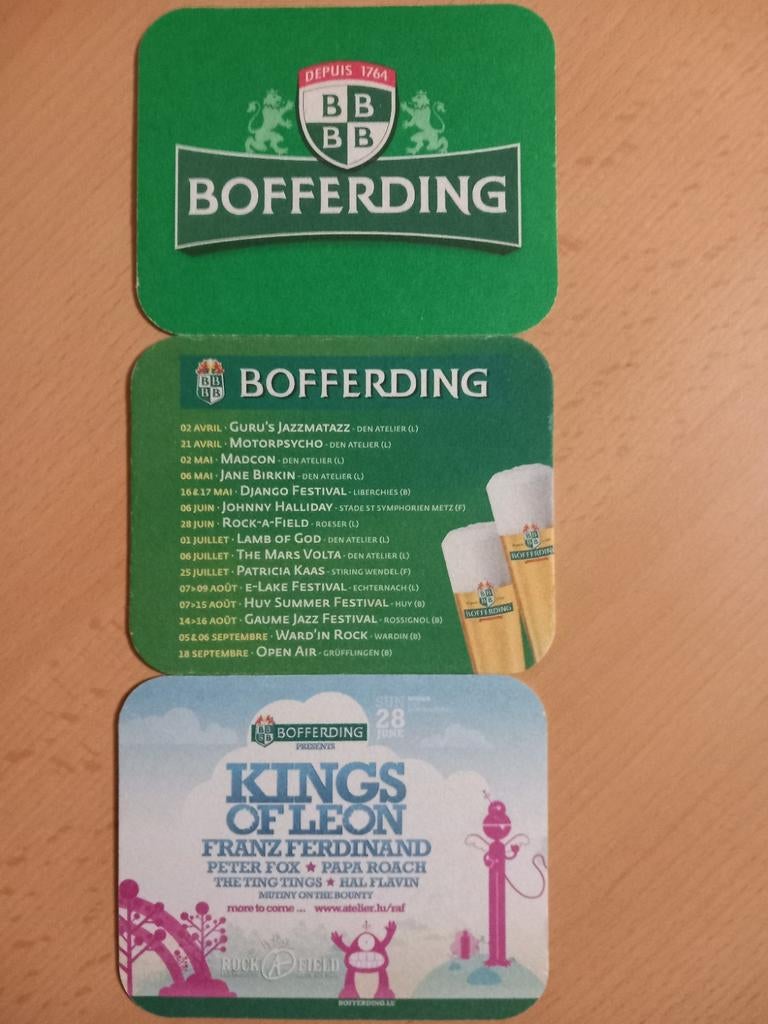 DEPUIS 1764
B B
B B
BOFFERDING
BB
BB
BOFFERDING
02 AVRIL · GURU'S JAZZMATAZZ - DEN ATELIER (L)
21 AVRIL · MOTORPSYCHO - DEN ATELIER (L)
02 MAI · MADCON - DEN ATELIER (L)
06 MAI · JANE BIRKIN - DEN ATELIER (L)
16&17 MAI · DJANGO FESTIVAL - LIBERCHIES (B)
06 JUIN · JOHNNY HALLIDAY - STADE ST SYMPHORIEN METZ (F)
28 JUIN · ROCK-A-FIELD - ROESER (L)
01 JUILLET · LAMB OF GOD - DEN ATELIER (L)
06 JUILLET · THE MARS VOLTA - DEN ATELIER (L)
25 JUILLET · PATRICIA KAAS - STIRING WENDEL (F)
07>09 AOÛT · E-LAKE FESTIVAL - ECHTERNACH (L)
07>15 AOÛT · HUY SUMMER FESTIVAL - HUY (B)
14>16 AOÛT · GAUME JAZZ FESTIVAL - ROSSIGNOL (B)
05&06 SEPTEMBRE · WARD'IN ROCK - WARDIN (B)
18 SEPTEMBRE · OPEN AIR - GRÜFFLINGEN (B)
BOFFERDING
BOFFERDING
SUN
28
JUNE
BOFFERDING
PRESENTS
KINGS
OF LEON
FRANZ FERDINAND
PETER FOX ★ PAPA ROACH
THE TING TINGS ★ HAL FLAVIN
MUTINY ON THE BOUNTY
more to come ... www.atelier.lu/raf
ROCK A FIELD
BOFFERDING.LU